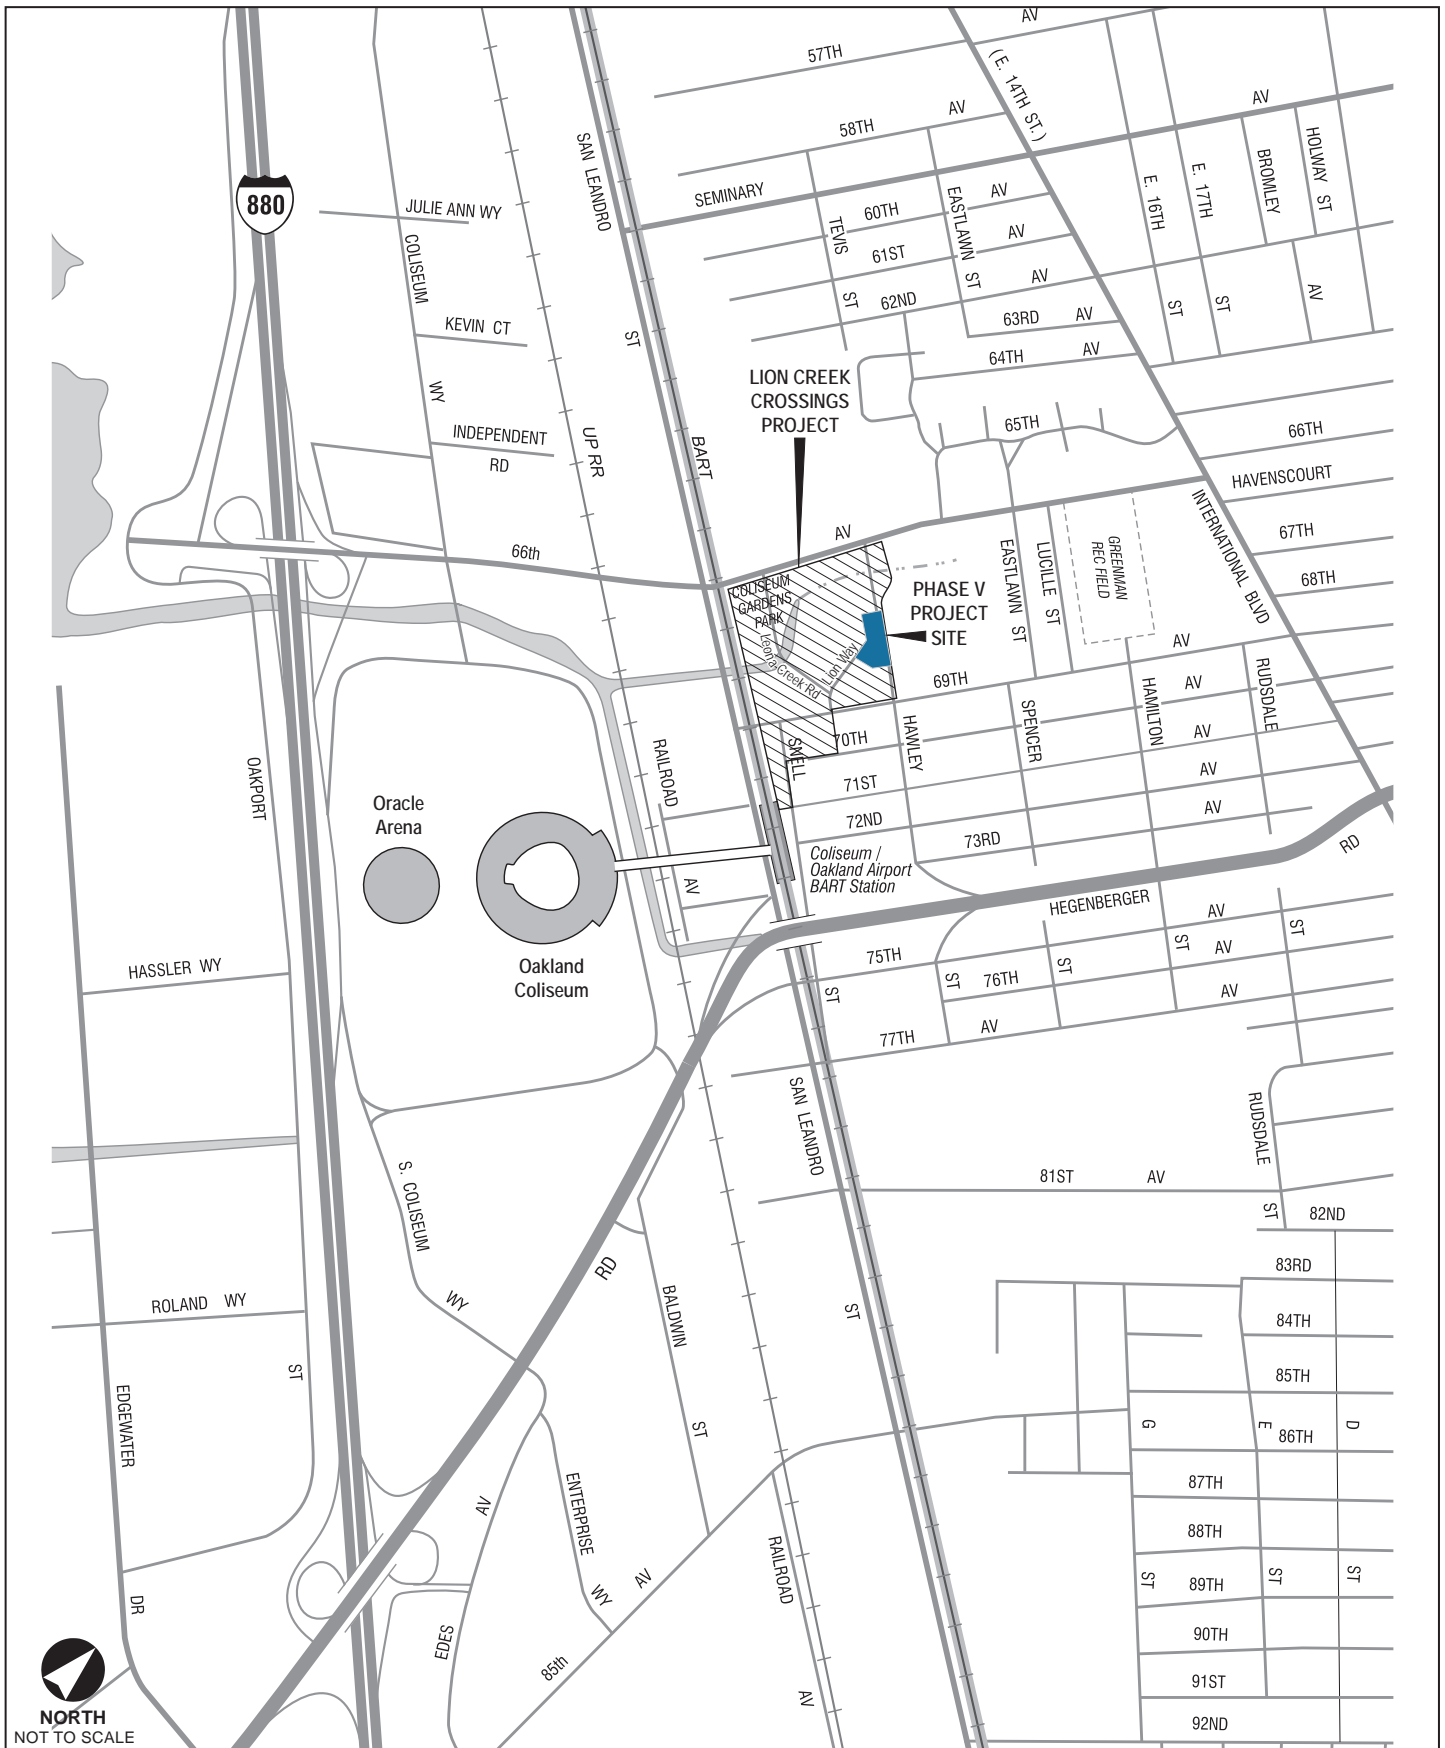 AV
57TH
(E. 14TH ST.)
AV
58TH
AV
SAN LEANDRO
ST
SEMINARY
880
JULIE ANN WY
COLISEUM
WY
KEVIN CT
INDEPENDENT
RD
UP RR
BART
60TH
AV
TEVIS
ST
EASTLAWN
ST
61ST
AV
62ND
AV
63RD AV
64TH AV
65TH
E. 16TH
ST
E. 17TH
ST
BROMLEY
HOLWAY ST
AV
66TH
HAVENSCOURT
67TH
68TH
INTERNATIONAL BLVD
LION CREEK
CROSSINGS
PROJECT
66th
AV
COLISEUM
GARDENS
PARK
Leona Creek Rd
Lion Way
PHASE V
PROJECT
SITE
EASTLAWN ST
LUCILLE ST
GREENMAN
REC FIELD
69TH
AV
HAWLEY
SPENCER
HAMILTON
RUDSDALE
70TH
AV
SNELL
71ST
AV
72ND
AV
73RD
AV
OAKPORT
RAILROAD
AV
Oracle
Arena
Oakland
Coliseum
Coliseum /
Oakland Airport
BART Station
HEGENBERGER
RD
HASSLER WY
75TH
AV
ST
76TH
ST
AV
ST
ST
ST
77TH
AV
AV
SAN LEANDRO
ST
RUDSDALE
ST
81ST AV
82ND
83RD
84TH
85TH
86TH
87TH
88TH
89TH
90TH
91ST
92ND
G
ST
E
ST
D
ST
S. COLISEUM
WY
RD
BALDWIN
ST
ROLAND WY
ST
EDGEWATER
DR
ENTERPRISE
WY
AV
EDES
85th
AV
RAILROAD
AV
NORTH
NOT TO SCALE